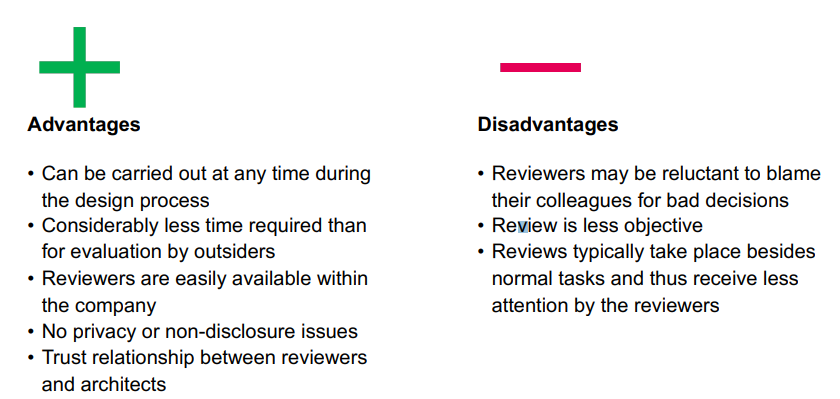 Advantages
• Can be carried out at any time during
the design process
• Considerably less time required than
for evaluation by outsiders
• Reviewers are easily available within
the company
• No privacy or non-disclosure issues
• Trust relationship between reviewers
and architects
Disadvantages
• Reviewers may be reluctant to blame
their colleagues for bad decisions
• Review is less objective
• Reviews typically take place besides
normal tasks and thus receive less
attention by the reviewers